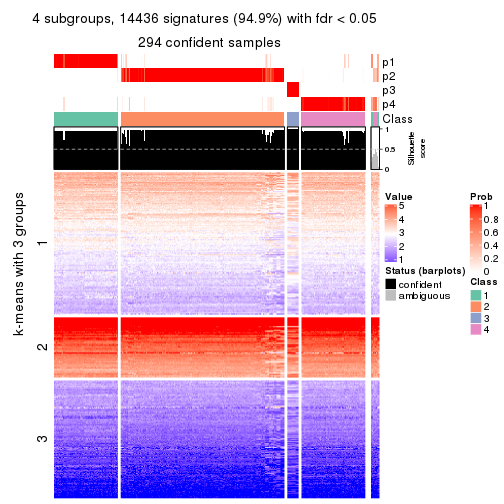 4 subgroups, 14436 signatures (94.9%) with fdr < 0.05
294 confident samples
p1
p2
p3
p4
Class
1
0.5
0
Silhouette
score
k-means with 3 groups
1
2
3
Value
5
4
3
2
1
Status (barplots)
confident
ambiguous
Prob
1
0.8
0.6
0.4
0.2
0
Class
1
2
3
4